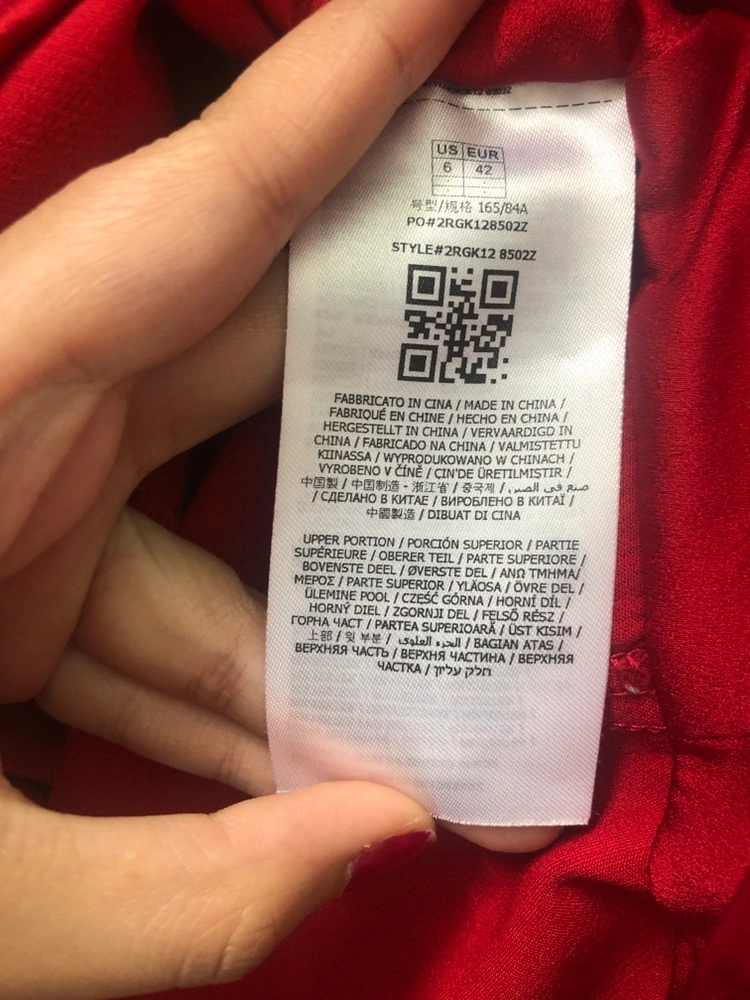 US EUR
6 42
号型/规格 165/84A
PO#2RGK128502Z
STYLE#2RGK12 8502Z
FABBRICATO IN CINA / MADE IN CHINA /
FABRIQUÉ EN CHINE / HECHO EN CHINA /
HERGESTELLT IN CHINA / VERVAARDIGD IN
CHINA / FABRICADO NA CHINA / VALMISTETTU
KIINASSA / WYPRODUKOWANO W CHINACH /
VYROBENO V ČÍNĚ / ÇIN'DE ÜRETILMISTIR /
中国製 / 中国制造 - 浙江省 / 중국제 / صنع في الصين
/ СДЕЛАНО В КИТАЕ / ВИРОБЛЕНО В КИТАЇ /
中國製造 / DIBUAT DI CINA
UPPER PORTION / PORCIÓN SUPERIOR / PARTIE
SUPÉRIEURE / OBERER TEIL / PARTE SUPERIORE /
BOVENSTE DEEL / ØVERSTE DEL / ΑΝΩ ΤΜΗΜΑ/
ΜΕΡΟΣ / PARTE SUPERIOR / YLÄOSA / ÖVRE DEL /
ÜLEMINE POOL / CZĘŚĆ GÓRNA / HORNÍ DÍL /
HORNÝ DIEL / ZGORNJI DEL / FELSŐ RÉSZ /
ГОРНА ЧАСТ / PARTEA SUPERIOARĂ / ÜST KISIM /
上部 / 윗 부분 / الجزء العلوي / BAGIAN ATAS /
ВЕРХНЯЯ ЧАСТЬ / ВЕРХНЯ ЧАСТИНА / ВЕРХНЯЯ
ЧАСТКА / חלק עליון